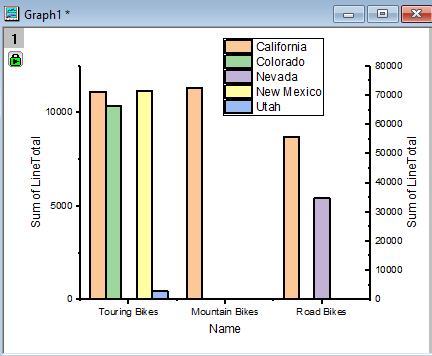 Graph1 *
1
California
Colorado
Nevada
New Mexico
Utah
10000
5000
0
Sum of LineTotal
80000
70000
60000
50000
40000
30000
20000
10000
0
Sum of LineTotal
Touring Bikes
Mountain Bikes
Road Bikes
Name